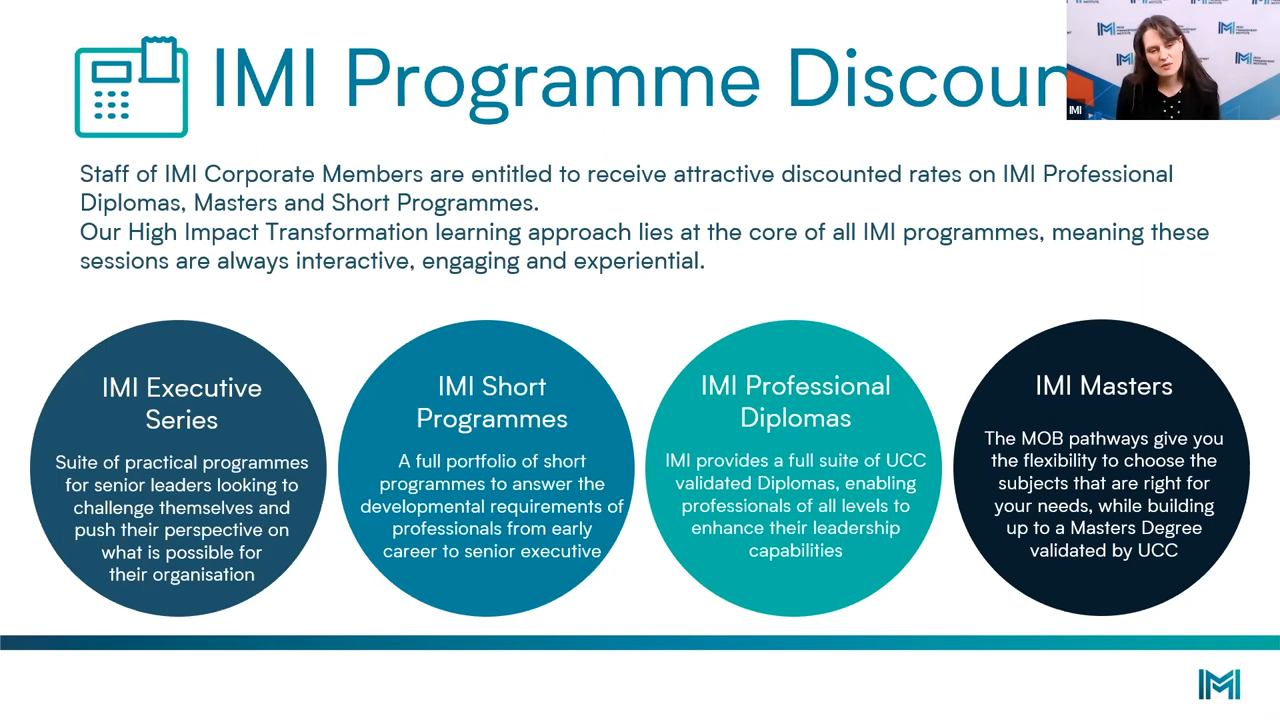 IMI Programme Discoun
Staff of IMI Corporate Members are entitled to receive attractive discounted rates on IMI Professional
Diplomas, Masters and Short Programmes.
Our High Impact Transformation learning approach lies at the core of all IMI programmes, meaning these
sessions are always interactive, engaging and experiential.
IMI Executive
Series
Suite of practical programmes
for senior leaders looking to
challenge themselves and
push their perspective on
what is possible for
their organisation
IMI Short
Programmes
A full portfolio of short
programmes to answer the
developmental requirements of
professionals from early
career to senior executive
IMI Professional
Diplomas
IMI provides a full suite of UCC
validated Diplomas, enabling
professionals of all levels to
enhance their leadership
capabilities
IMI Masters
The MOB pathways give you
the flexibility to choose the
subjects that are right for
your needs, while building
up to a Masters Degree
validated by UCC
IMI
IMI